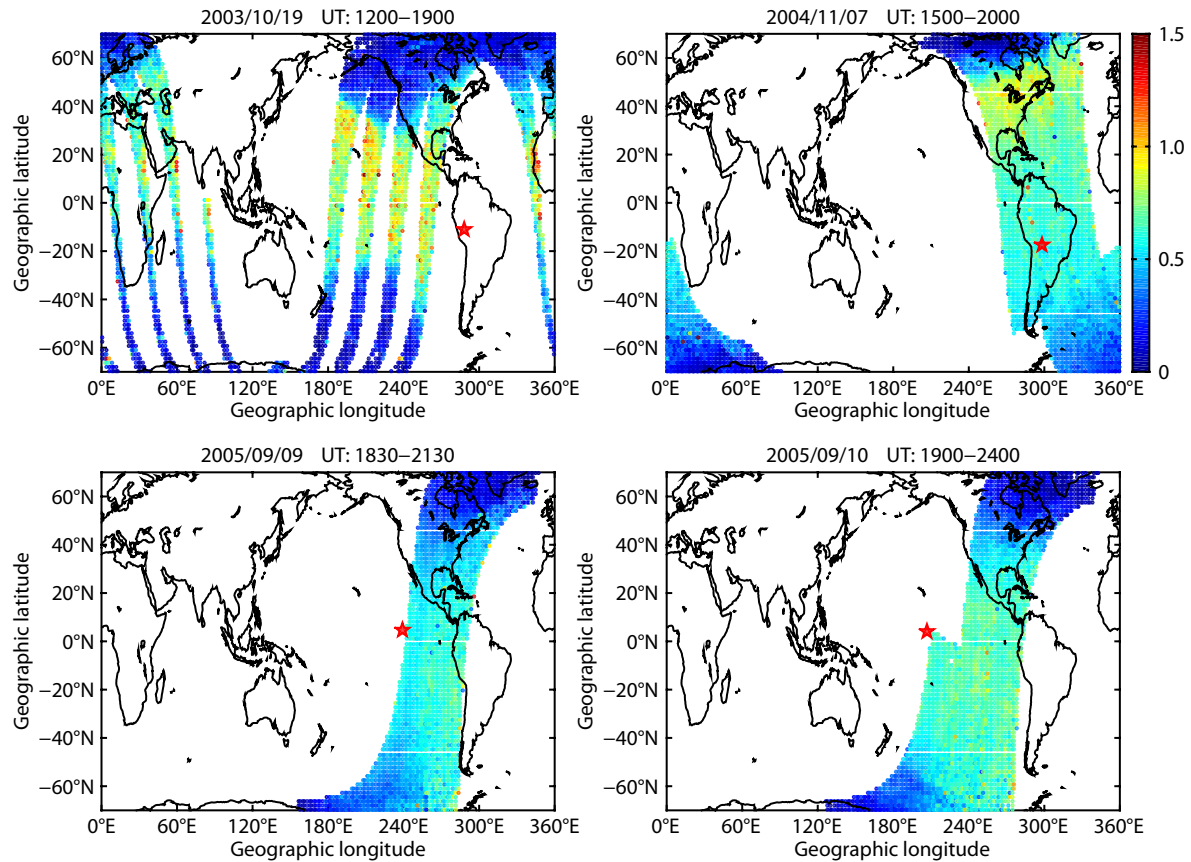 2003/10/19 UT: 1200−1900
2004/11/07 UT: 1500−2000
60°N
40°N
20°N
0°N
−20°N
−40°N
−60°N
Geographic latitude
0°E 60°E 120°E 180°E 240°E 300°E 360°E
Geographic longitude
60°N
40°N
20°N
0°N
−20°N
−40°N
−60°N
Geographic latitude
0°E 60°E 120°E 180°E 240°E 300°E 360°E
Geographic longitude
1.5
1.0
0.5
0
2005/09/09 UT: 1830−2130
2005/09/10 UT: 1900−2400
60°N
40°N
20°N
0°N
−20°N
−40°N
−60°N
Geographic latitude
0°E 60°E 120°E 180°E 240°E 300°E 360°E
Geographic longitude
60°N
40°N
20°N
0°N
−20°N
−40°N
−60°N
Geographic latitude
0°E 60°E 120°E 180°E 240°E 300°E 360°E
Geographic longitude